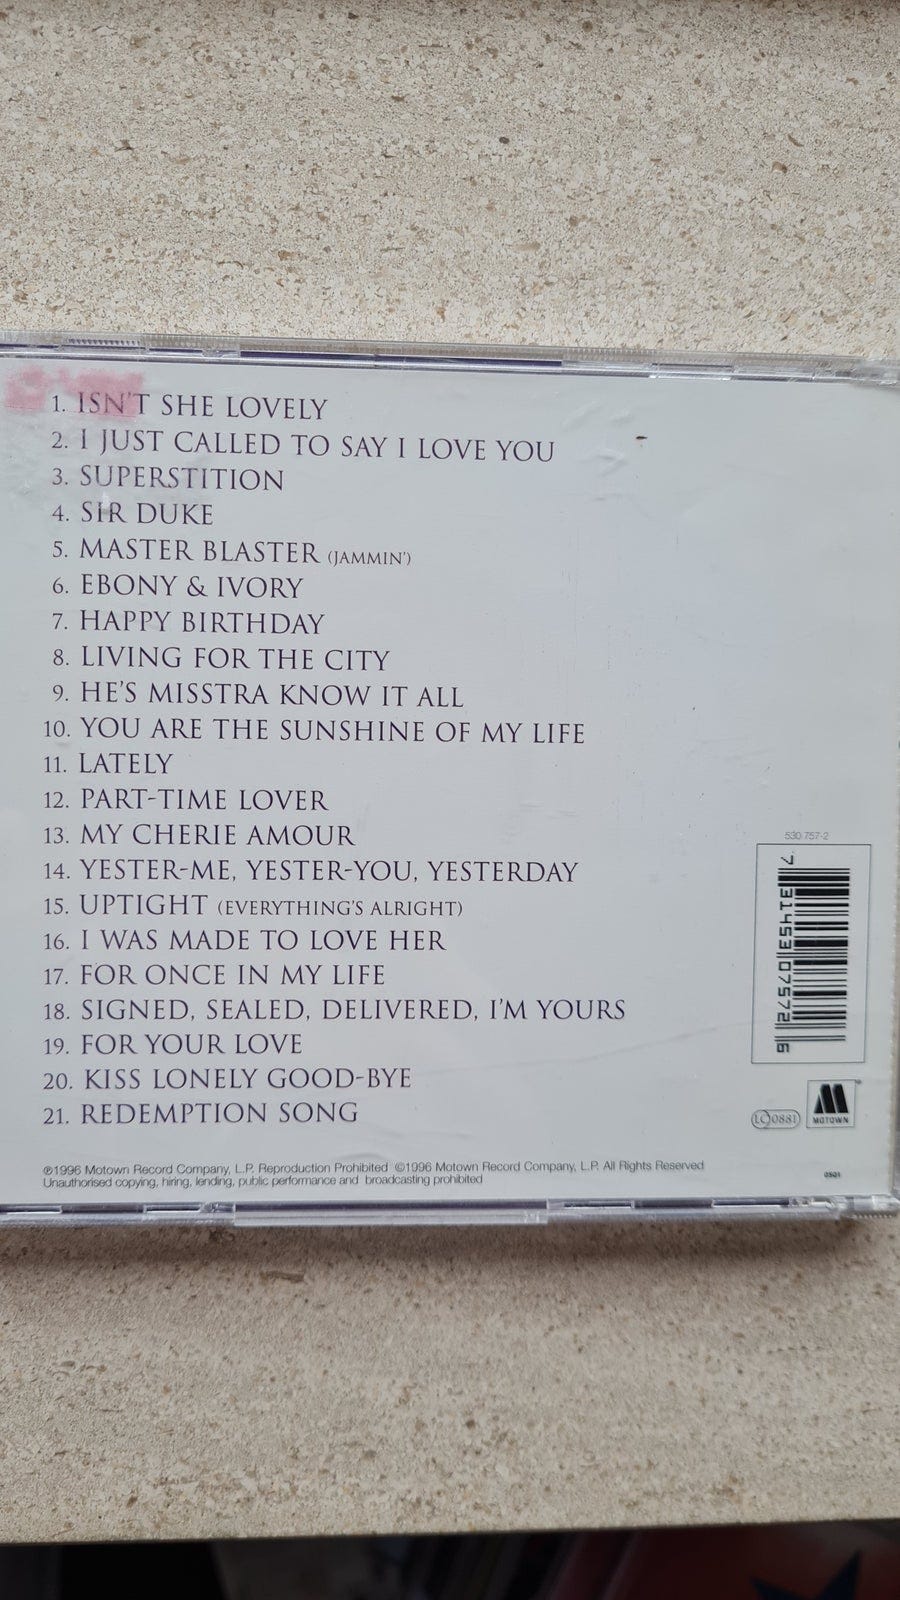 1. ISN'T SHE LOVELY
2. I JUST CALLED TO SAY I LOVE YOU
3. SUPERSTITION
4. SIR DUKE
5. MASTER BLASTER (JAMMIN')
6. EBONY & IVORY
7. HAPPY BIRTHDAY
8. LIVING FOR THE CITY
9. HE'S MISSTRA KNOW IT ALL
10. YOU ARE THE SUNSHINE OF MY LIFE
11. LATELY
12. PART-TIME LOVER
13. MY CHERIE AMOUR
14. YESTER-ME, YESTER-YOU, YESTERDAY
15. UPTIGHT (EVERYTHING'S ALRIGHT)
16. I WAS MADE TO LOVE HER
17. FOR ONCE IN MY LIFE
18. SIGNED, SEALED, DELIVERED, I'M YOURS
19. FOR YOUR LOVE
20. KISS LONELY GOOD-BYE
21. REDEMPTION SONG
530 757-2
7 31453 07572 6
LC 0881
MOTOWN
℗1996 Motown Record Company, L.P. Reproduction Prohibited ©1996 Motown Record Company, L.P. All Rights Reserved
Unauthorised copying, hiring, lending, public performance and broadcasting prohibited
0501